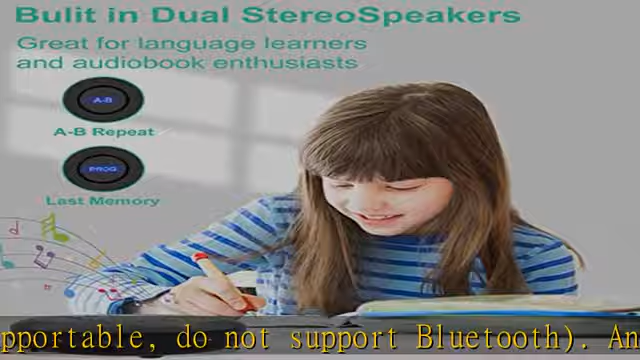 Bulit in Dual StereoSpeakers
Great for language learners
and audiobook enthusiasts
A-B
A-B Repeat
PROG
Last Memory
pportable, do not support Bluetooth). An